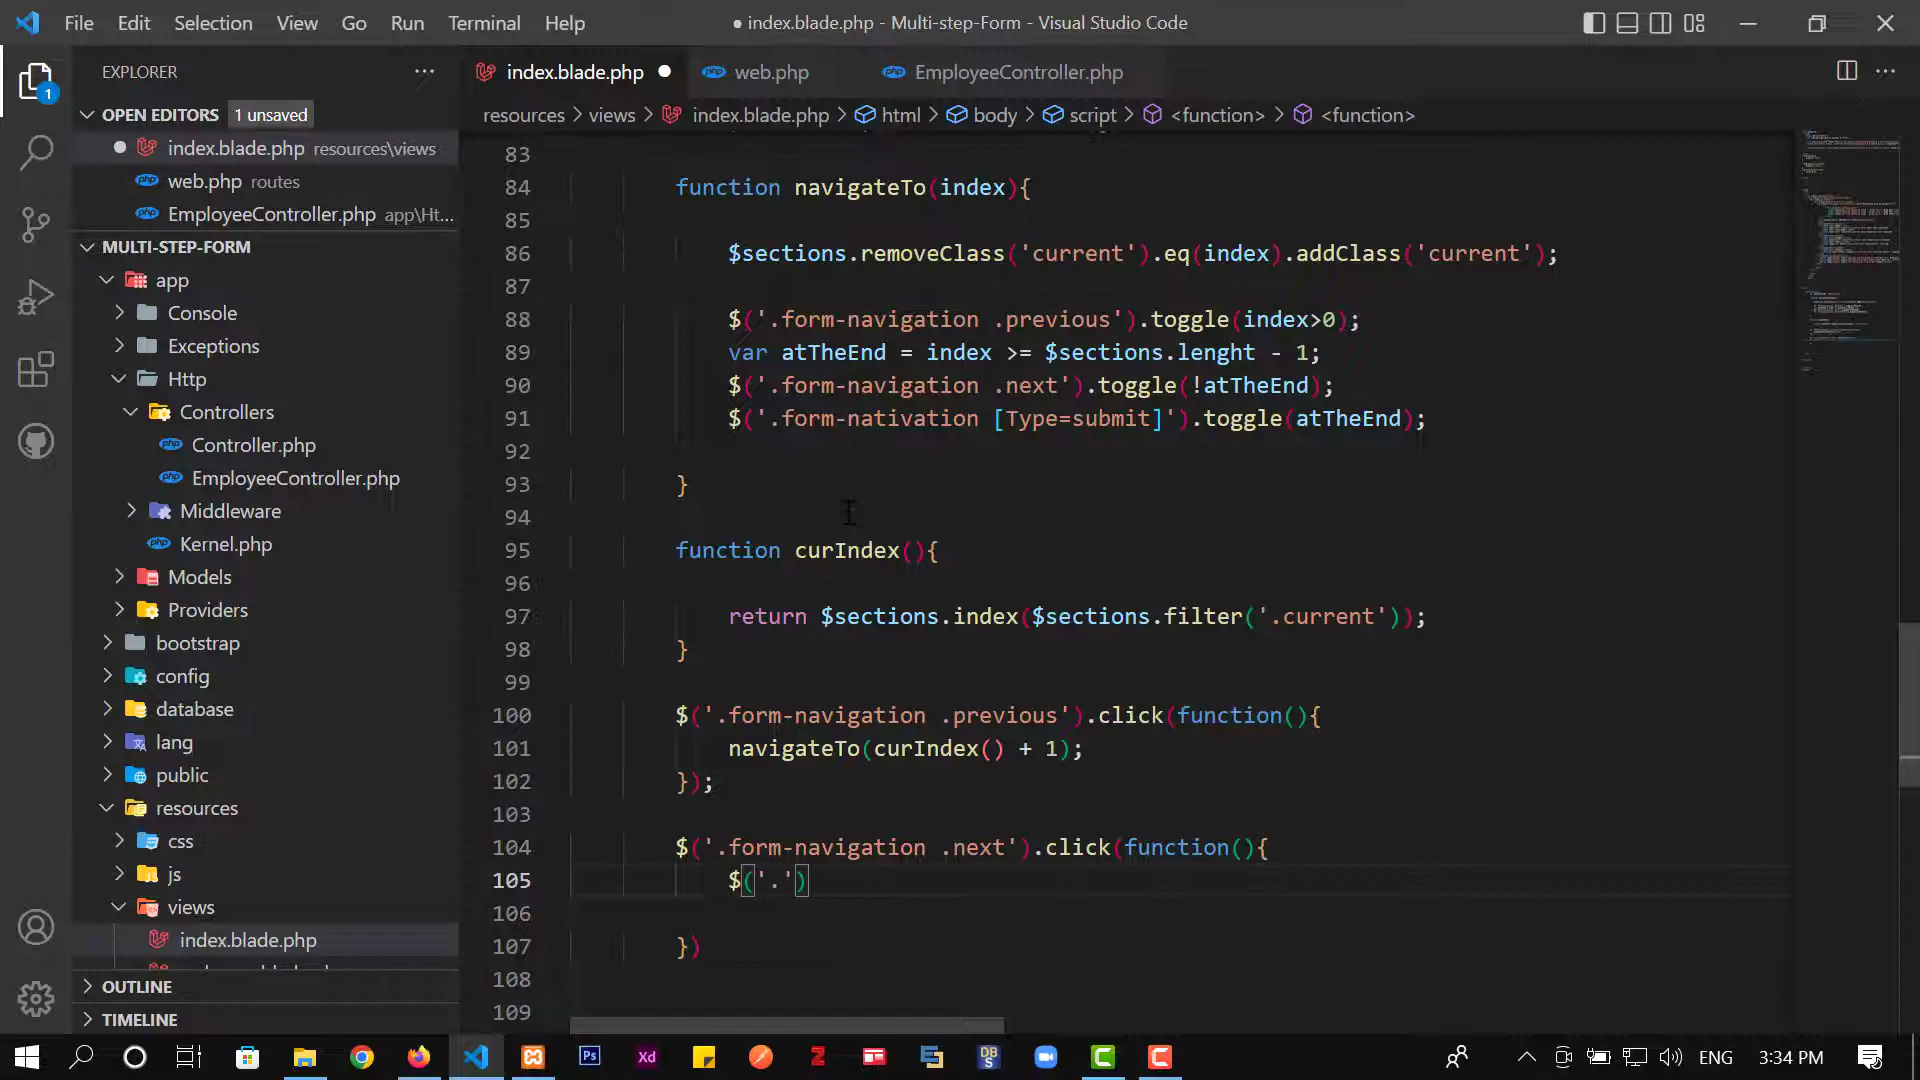 File Edit Selection View Go Run Terminal Help
● index.blade.php - Multi-step-Form - Visual Studio Code
EXPLORER
index.blade.php
web.php
EmployeeController.php
resources > views > index.blade.php > html > body > script > <function> > <function>
1
OPEN EDITORS 1 unsaved
index.blade.php resources\views
web.php routes
EmployeeController.php app\Ht...
MULTI-STEP-FORM
app
Console
Exceptions
Http
Controllers
Controller.php
EmployeeController.php
Middleware
Kernel.php
Models
Providers
bootstrap
config
database
lang
public
resources
css
js
views
index.blade.php
OUTLINE
TIMELINE
83
84 function navigateTo(index){
85
86 $sections.removeClass('current').eq(index).addClass('current');
87
88 $('.form-navigation .previous').toggle(index>0);
89 var atTheEnd = index >= $sections.lenght - 1;
90 $('.form-navigation .next').toggle(!atTheEnd);
91 $('.form-nativation [Type=submit]').toggle(atTheEnd);
92
93 }
94
95 function curIndex(){
96
97 return $sections.index($sections.filter('.current'));
98 }
99
100 $('.form-navigation .previous').click(function(){
101 navigateTo(curIndex() + 1);
102 });
103
104 $('.form-navigation .next').click(function(){
105 $('.')
106
107 })
108
109
Ps
Xd
Z
DBS
ENG
3:34 PM